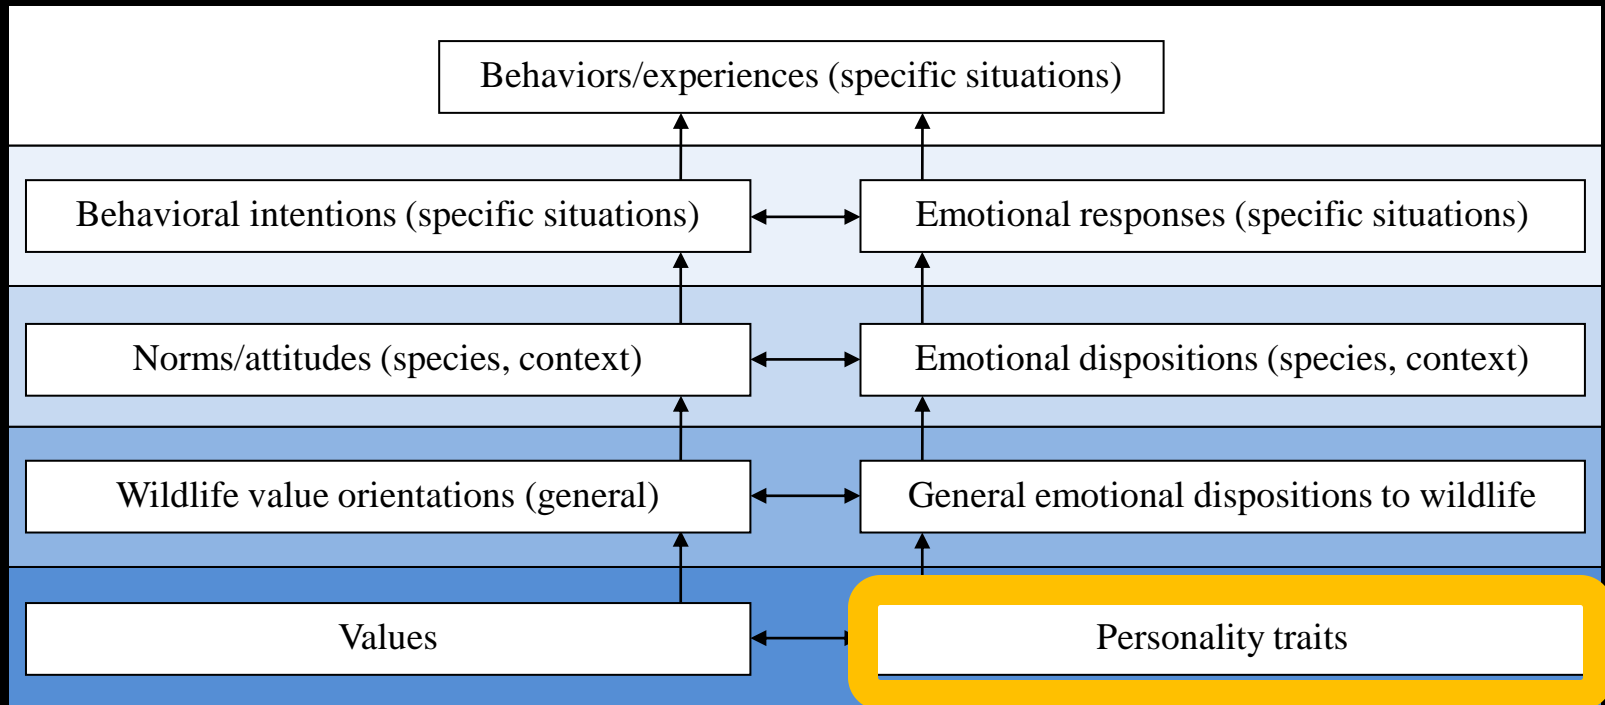 Behaviors/experiences (specific situations)
Behavioral intentions (specific situations)
Emotional responses (specific situations)
Norms/attitudes (species, context)
Emotional dispositions (species, context)
Wildlife value orientations (general)
General emotional dispositions to wildlife
Values
Personality traits